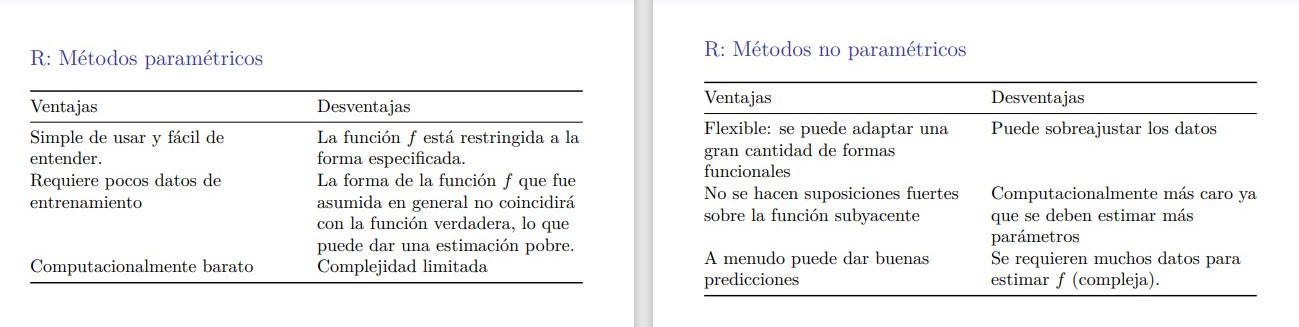 R: Métodos paramétricos
Ventajas Desventajas
Simple de usar y fácil de La función f está restringida a la
entender. forma especificada.
Requiere pocos datos de La forma de la función f que fue
entrenamiento asumida en general no coincidirá
con la función verdadera, lo que
puede dar una estimación pobre.
Computacionalmente barato Complejidad limitada
R: Métodos no paramétricos
Ventajas Desventajas
Flexible: se puede adaptar una Puede sobreajustar los datos
gran cantidad de formas
funcionales
No se hacen suposiciones fuertes Computacionalmente más caro ya
sobre la función subyacente que se deben estimar más
parámetros
A menudo puede dar buenas Se requieren muchos datos para
predicciones estimar f (compleja).